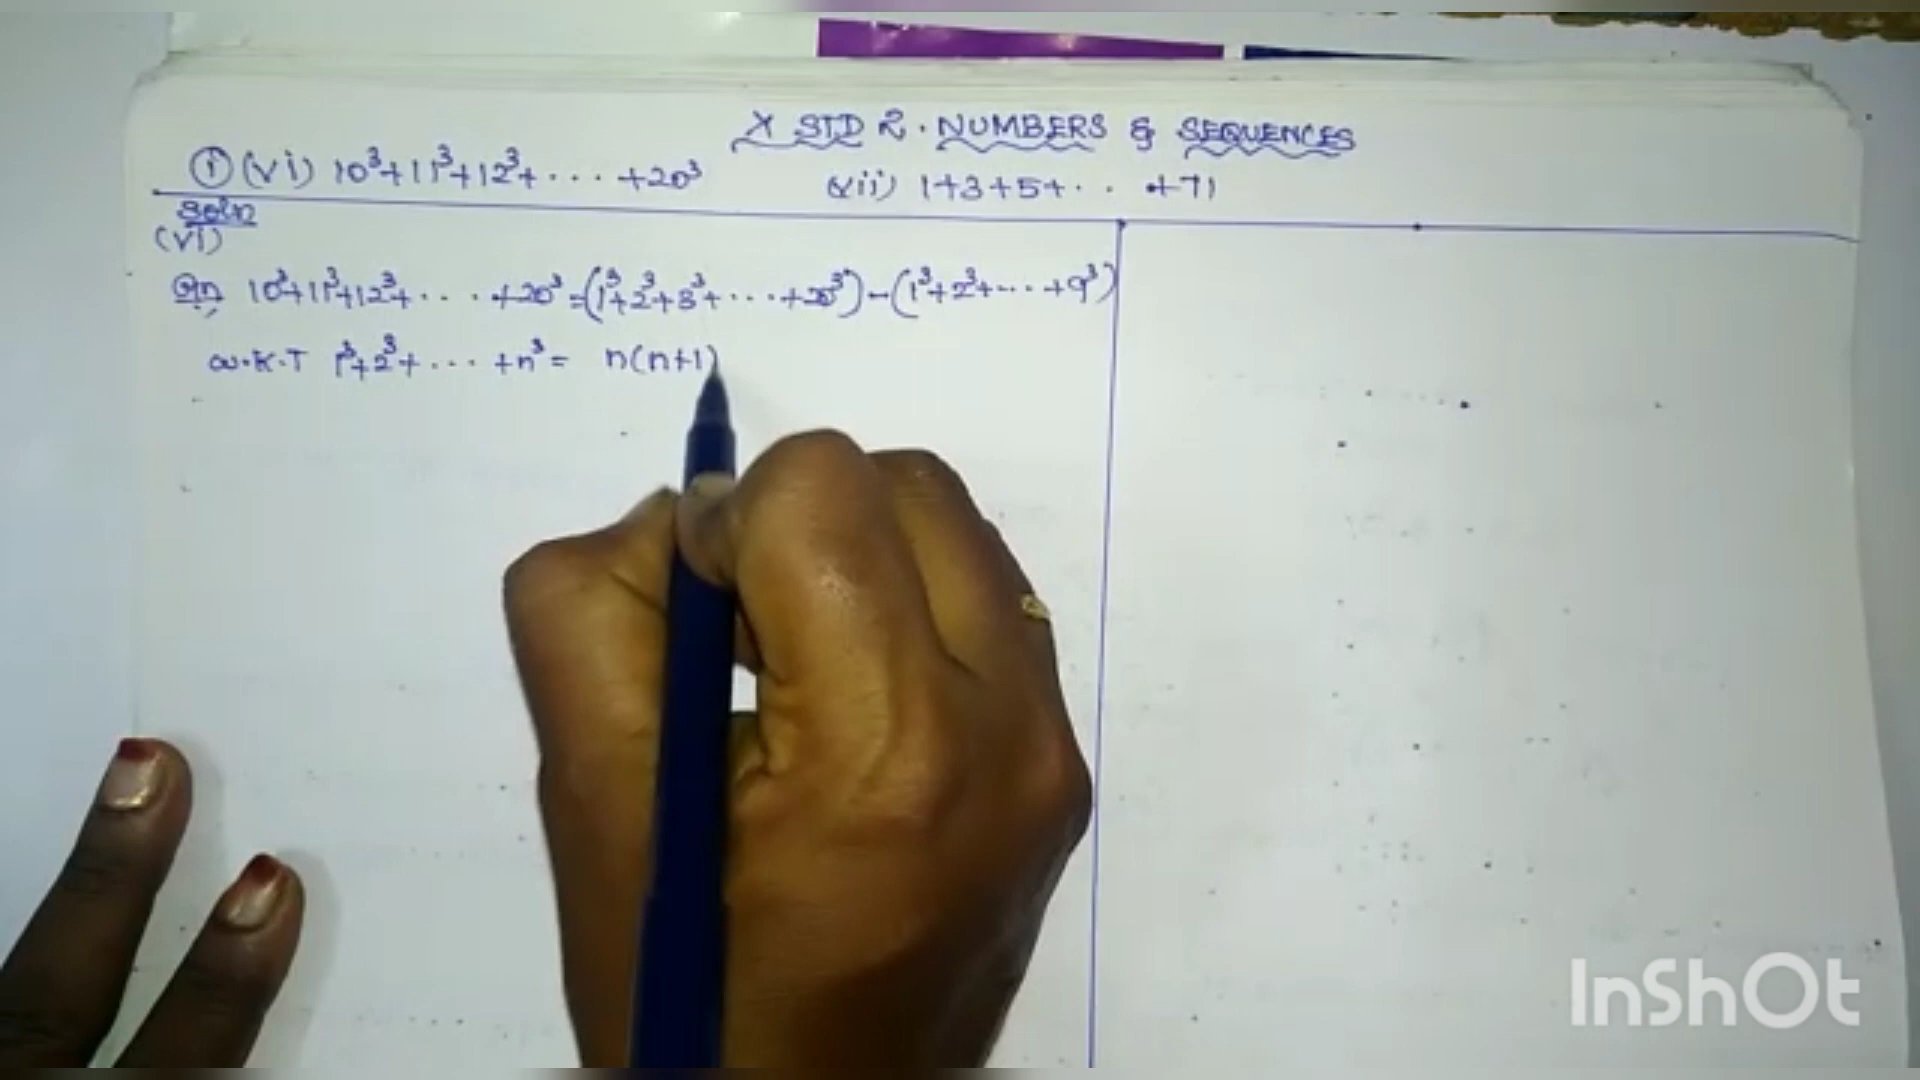 X STD 2. NUMBERS & SEQUENCES
① (vi) 10³+11³+12³+ .... +20³ (vii) 1+3+5+ .. . +71
Soln
(vi)
Gn, 10³+11³+12³+ .... +20³ = (1³+2³+3³+ ... +20³) - (1³+2³+ ... +9³)
W.K.T 1³+2³+ .... +n³ = n(n+1)
InShOt